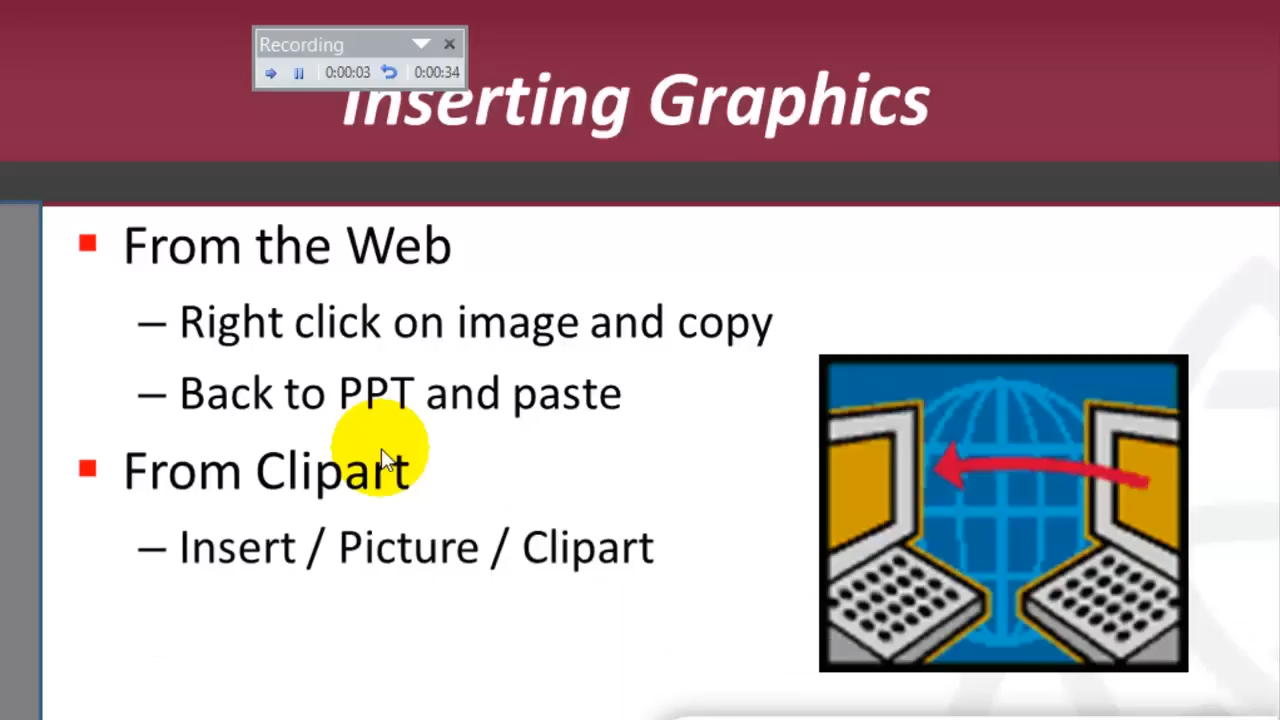 Recording
0:00:03 0:00:34
Inserting Graphics
From the Web
– Right click on image and copy
– Back to PPT and paste
From Clipart
– Insert / Picture / Clipart